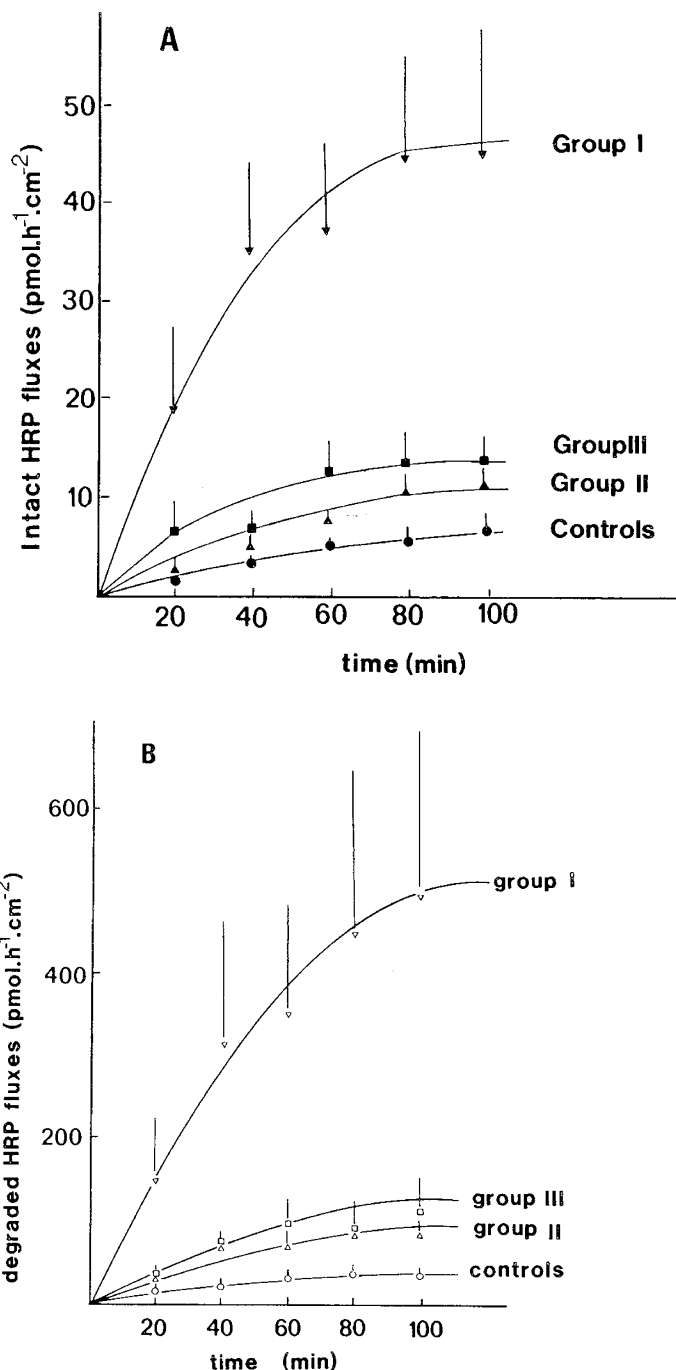 A
Intact HRP fluxes (pmol.h⁻¹.cm⁻²)
50
40
30
20
10
Group I
GroupIII
Group II
Controls
20 40 60 80 100
time (min)
B
degraded HRP fluxes (pmol.h⁻¹.cm⁻²)
600
400
200
group I
group III
group II
controls
20 40 60 80 100
time (min)